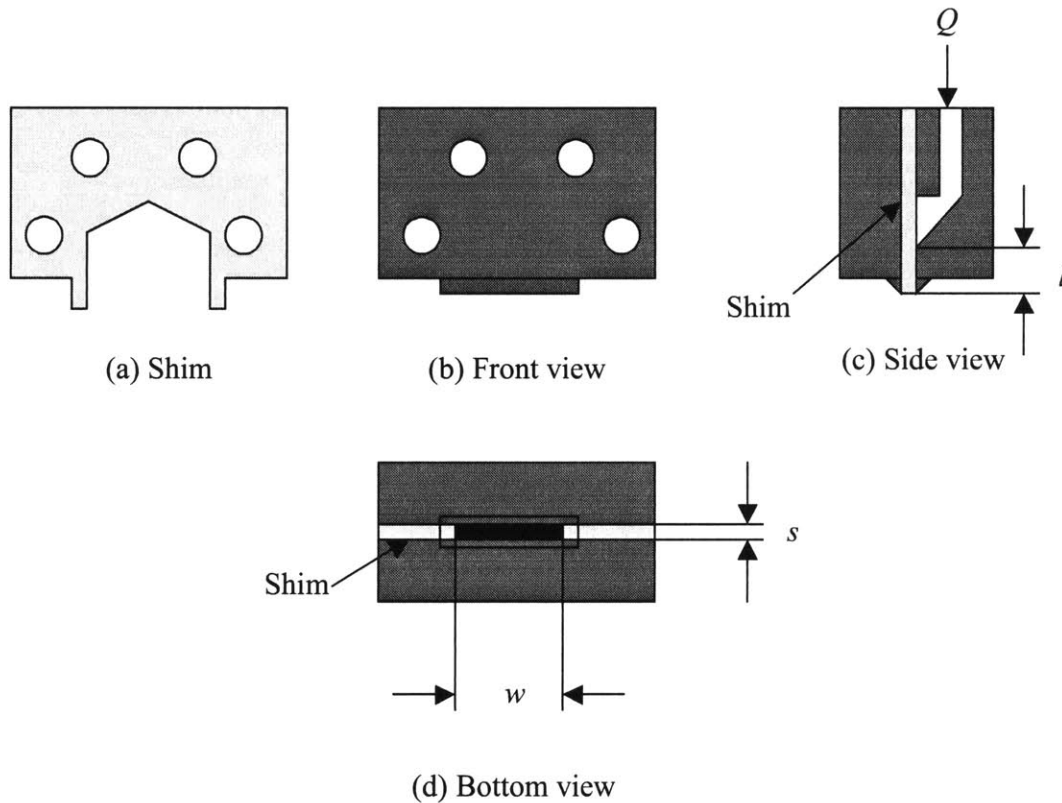 Q
Shim
(a) Shim
(b) Front view
(c) Side view
Shim
s
w
(d) Bottom view